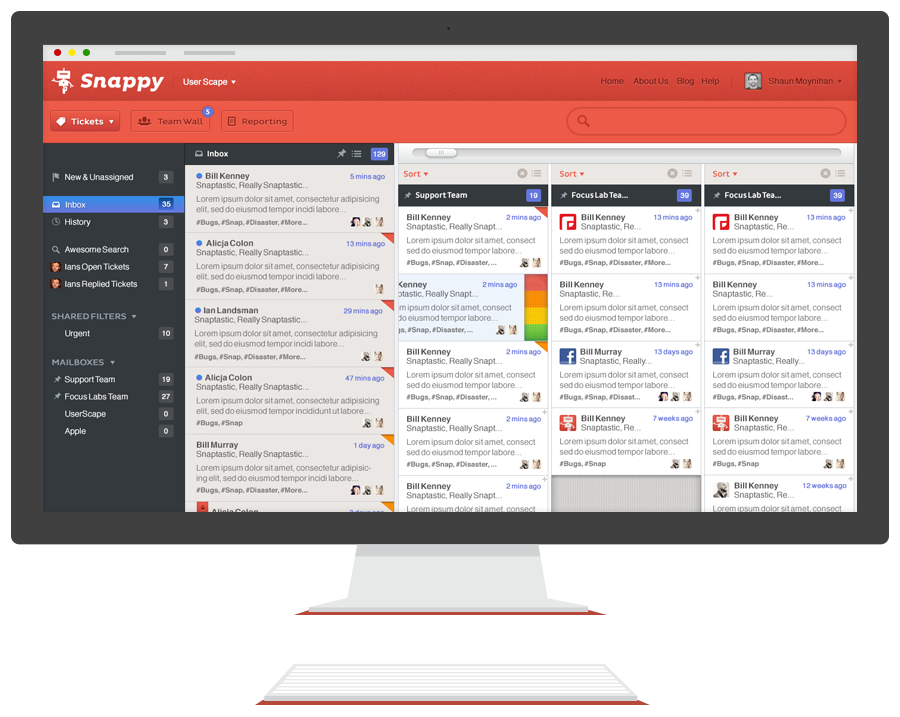 Snappy
User Scape
Home About Us Blog Help
Shaun Moynihan
Tickets
Team Wall 5
Reporting
New & Unassigned 3
Inbox 35
History 3
Awesome Search 0
Ians Open Tickets 7
Ians Replied Tickets 1
SHARED FILTERS
Urgent 10
MAILBOXES
Support Team 19
Focus Labs Team 27
UserScape 0
Apple 0
Inbox 129
Bill Kenney 5 mins ago
Snaptastic, Really Snaptastic...
Lorem ipsum dolor sit amet, consectetur adipisicing
elit, sed do eiusmod tempor incidi labore...
#Bugs, #Snap, #Disaster, #More...
Alicja Colon 13 mins ago
Snaptastic, Really Snaptastic...
Lorem ipsum dolor sit amet, consectetur adipisicing
elit, sed do eiusmod tempor incidi labore...
#Bugs, #Snap, #Disaster, #More...
Ian Landsman 29 mins ago
Snaptastic, Really Snaptastic...
Lorem ipsum dolor sit amet, consectetur adipisicing
elit, sed do eiusmod tempor incidi labore...
#Bugs, #Snap, #Disaster, #More...
Alicja Colon 47 mins ago
Snaptastic, Really Snaptastic...
Lorem ipsum dolor sit amet, consectetur adipisicing
elit, sed do eiusmod tempor incididunt ut labore...
#Bugs, #Snap
Bill Murray 1 day ago
Snaptastic, Really Snaptastic...
Lorem ipsum dolor sit amet, consectetur adipisic-
ing elit, sed do eiusmod tempor incidi labore...
#Bugs, #Snap, #Disaster, #More...
Alicja Colon
Sort
Support Team 19
Bill Kenney 2 mins ago
Snaptastic, Really Snapt...
Lorem ipsum dolor sit amet, consect
sed do eiusmod tempor labore...
#Bugs, #Snap, #Disaster, ...
Kenney 2 mins ago
ptastic, Really Snapt...
m ipsum dolor sit amet, consect
do eiusmod tempor labore...
gs, #Snap, #Disaster, ...
Bill Kenney 2 mins ago
Snaptastic, Really Snapt...
Lorem ipsum dolor sit amet, consect
sed do eiusmod tempor labore...
#Bugs, #Snap, #Disaster, ...
Bill Kenney 2 mins ago
Snaptastic, Really Snapt...
Lorem ipsum dolor sit amet, consect
sed do eiusmod tempor labore...
#Bugs, #Snap, #Disaster, ...
Bill Kenney 2 mins ago
Snaptastic, Really Snapt...
Lorem ipsum dolor sit amet, consect
Sort
Focus Lab Tea... 39
Bill Kenney 13 mins ago
Snaptastic, Re...
Lorem ipsum dolor sit amet, consect
sed do eiusmod tempor labore...
#Bugs, #Snap, #Disaster, #More...
Bill Kenney 13 mins ago
Snaptastic, Re...
Lorem ipsum dolor sit amet, consect
sed do eiusmod tempor labore...
#Bugs, #Snap, #Disaster, #More...
Bill Murray 13 days ago
Snaptastic, Really...
Lorem ipsum dolor sit amet, consect
sed do eiusmod tempor labore...
#Bugs, #Snap, #Disast...
Bill Kenney 7 weeks ago
Snaptastic, Re...
Lorem ipsum dolor sit amet, consect
sed do eiusmod tempor labore...
#Bugs, #Snap
Sort
Focus Lab Tea... 39
Bill Kenney 13 mins ago
Snaptastic, Re...
Lorem ipsum dolor sit amet, consect
sed do eiusmod tempor labore...
#Bugs, #Snap, #Disaster, #More...
Bill Kenney 13 mins ago
Snaptastic, Re...
Lorem ipsum dolor sit amet, consect
sed do eiusmod tempor labore...
#Bugs, #Snap, #Disaster, #More...
Bill Murray 13 days ago
Snaptastic, Really...
Lorem ipsum dolor sit amet, consect
sed do eiusmod tempor labore...
#Bugs, #Snap, #Disast...
Bill Kenney 7 weeks ago
Snaptastic, Re...
Lorem ipsum dolor sit amet, consect
sed do eiusmod tempor labore...
#Bugs, #Snap
Bill Kenney 12 weeks ago
Snaptastic, Re...
Lorem ipsum dolor sit amet, consect